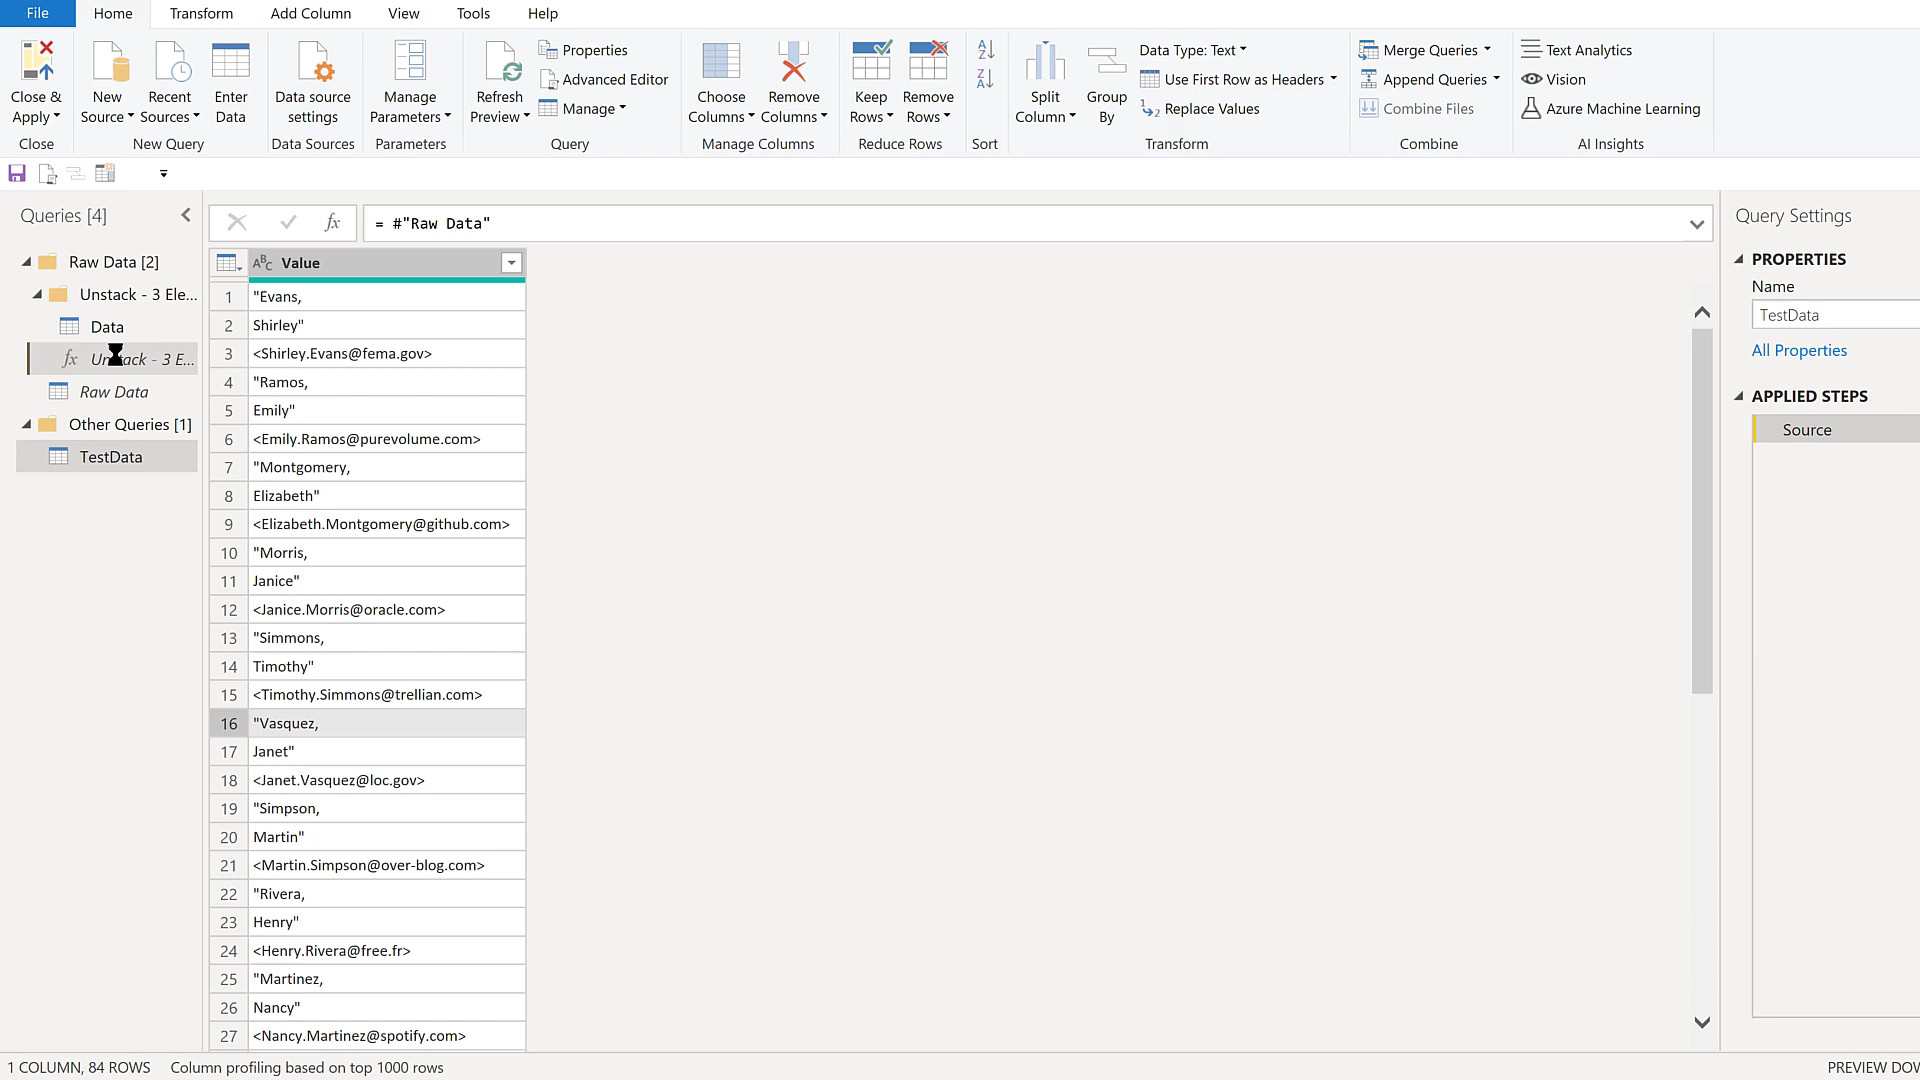 File Home Transform Add Column View Tools Help
Close & Apply
New Source
Recent Sources
Enter Data
Data source settings
Manage Parameters
Refresh Preview
Properties
Advanced Editor
Manage
Choose Columns
Remove Columns
Keep Rows
Remove Rows
A Z
Z A
Split Column
Group By
Data Type: Text
Use First Row as Headers
1 2 Replace Values
Merge Queries
Append Queries
Combine Files
Text Analytics
Vision
Azure Machine Learning
Close New Query Data Sources Parameters Query Manage Columns Reduce Rows Sort Transform Combine AI Insights
Queries [4]
Raw Data [2]
Unstack - 3 Ele...
Data
fx Unstack - 3 E...
Raw Data
Other Queries [1]
TestData
fx = #"Raw Data"
ABC Value
1 "Evans,
2 Shirley"
3 <Shirley.Evans@fema.gov>
4 "Ramos,
5 Emily"
6 <Emily.Ramos@purevolume.com>
7 "Montgomery,
8 Elizabeth"
9 <Elizabeth.Montgomery@github.com>
10 "Morris,
11 Janice"
12 <Janice.Morris@oracle.com>
13 "Simmons,
14 Timothy"
15 <Timothy.Simmons@trellian.com>
16 "Vasquez,
17 Janet"
18 <Janet.Vasquez@loc.gov>
19 "Simpson,
20 Martin"
21 <Martin.Simpson@over-blog.com>
22 "Rivera,
23 Henry"
24 <Henry.Rivera@free.fr>
25 "Martinez,
26 Nancy"
27 <Nancy.Martinez@spotify.com>
Query Settings
PROPERTIES
Name
TestData
All Properties
APPLIED STEPS
Source
1 COLUMN, 84 ROWS Column profiling based on top 1000 rows PREVIEW DOW